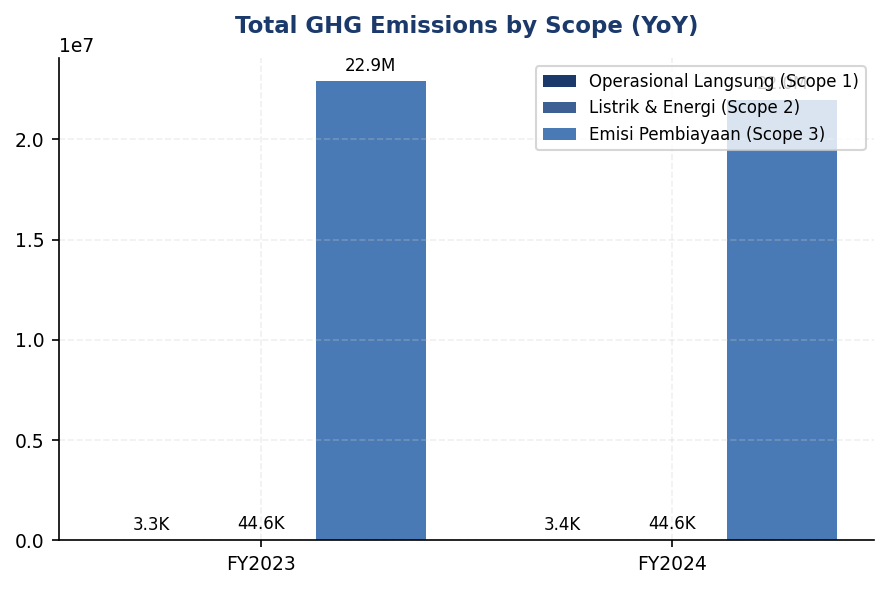 Total GHG Emissions by Scope (YoY)
1e7
22.9M
Operasional Langsung (Scope 1)
Listrik & Energi (Scope 2)
Emisi Pembiayaan (Scope 3)
2.0
1.5
1.0
0.5
0.0
3.3K
44.6K
3.4K
44.6K
FY2023
FY2024